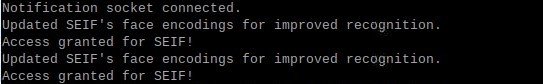 Notification socket connected.
Updated SEIF's face encodings for improved recognition.
Access granted for SEIF!
Updated SEIF's face encodings for improved recognition.
Access granted for SEIF!